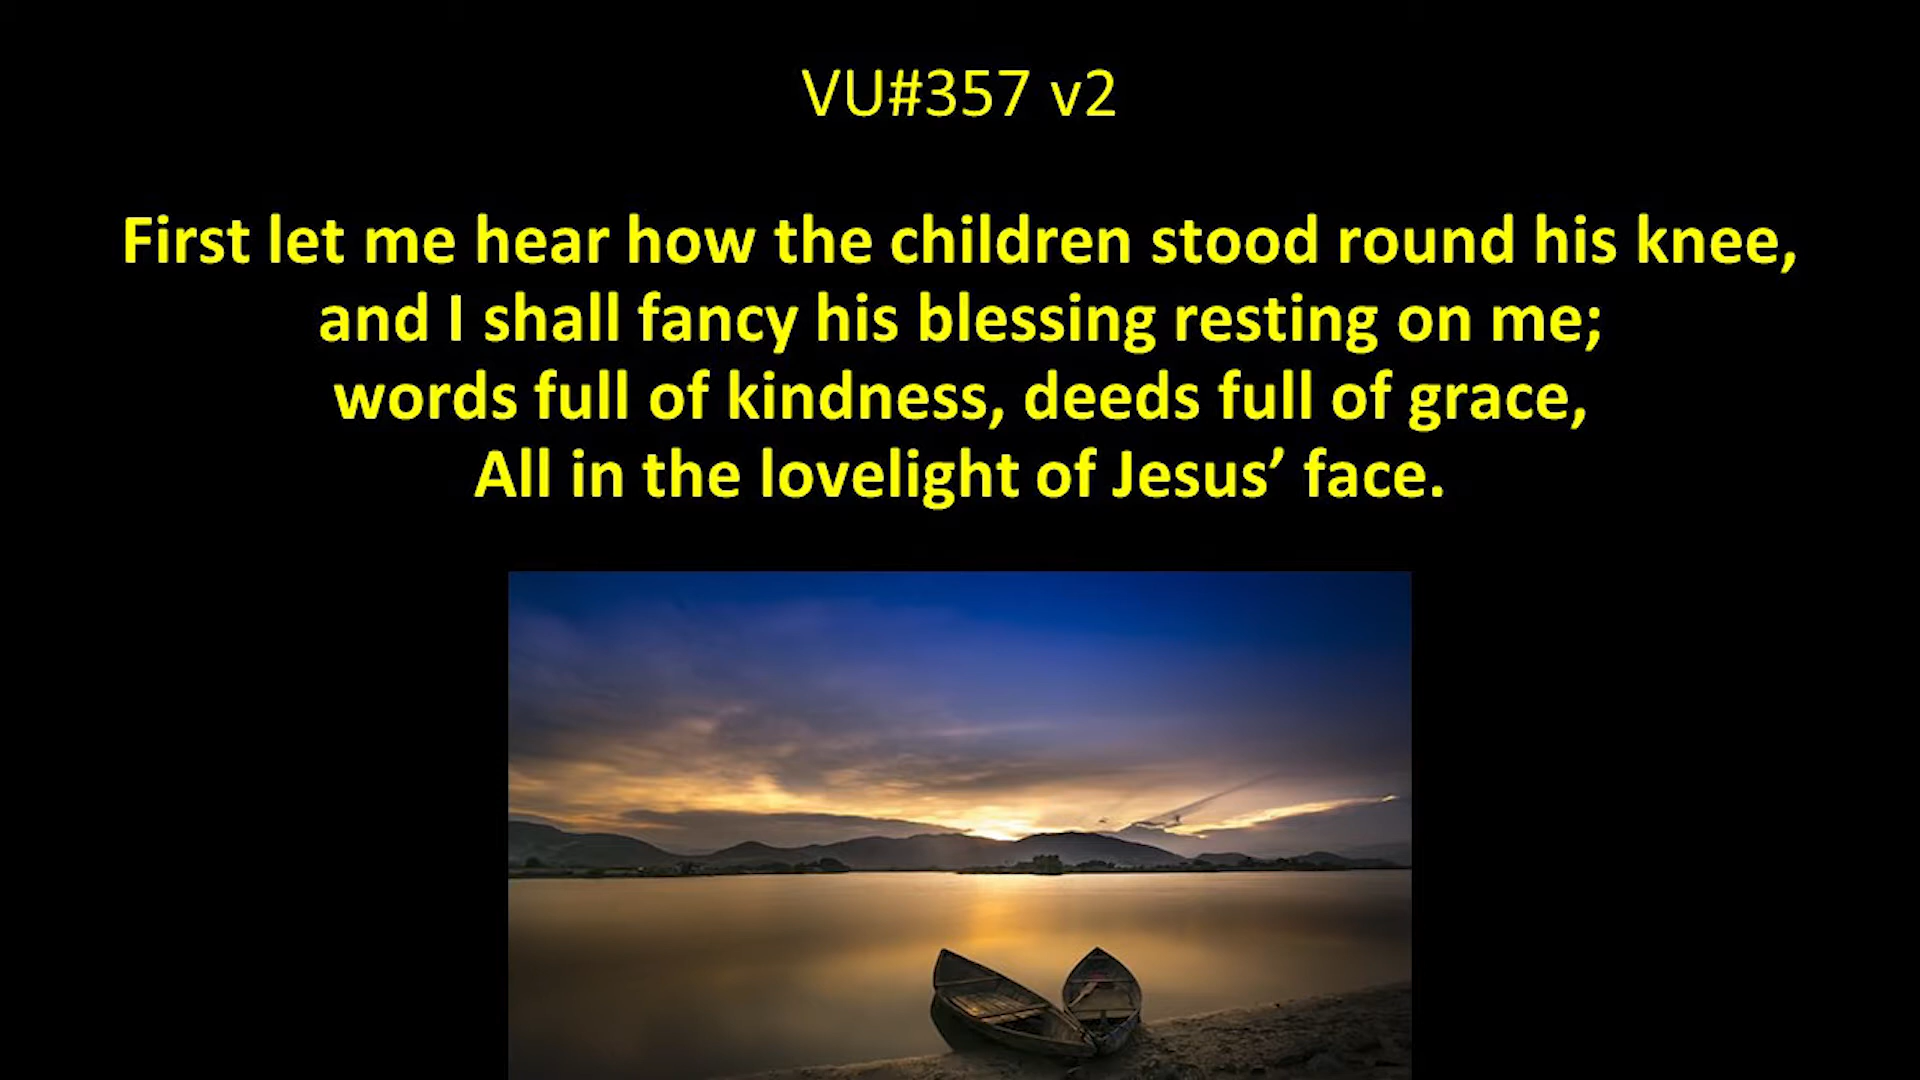 VU#357 v2
First let me hear how the children stood round his knee,
and I shall fancy his blessing resting on me;
words full of kindness, deeds full of grace,
All in the lovelight of Jesus’ face.